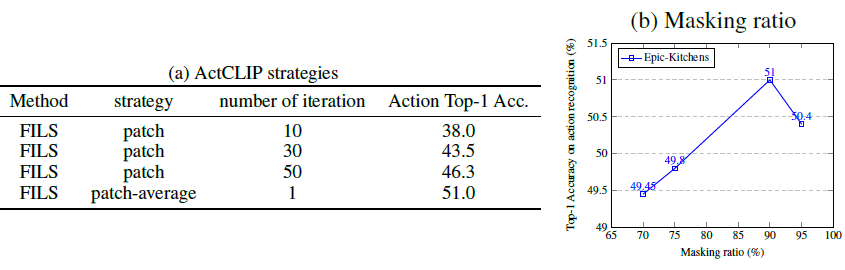 (a) ActCLIP strategies
Method strategy number of iteration Action Top-1 Acc.
FILS patch 10 38.0
FILS patch 30 43.5
FILS patch 50 46.3
FILS patch-average 1 51.0
(b) Masking ratio
Top-1 Accuracy on action recognition (%)
51.5
51
50.5
50
49.5
49
Epic-Kitchens
49.45
49.8
51
50.4
65 70 75 80 85 90 95 100
Masking ratio (%)